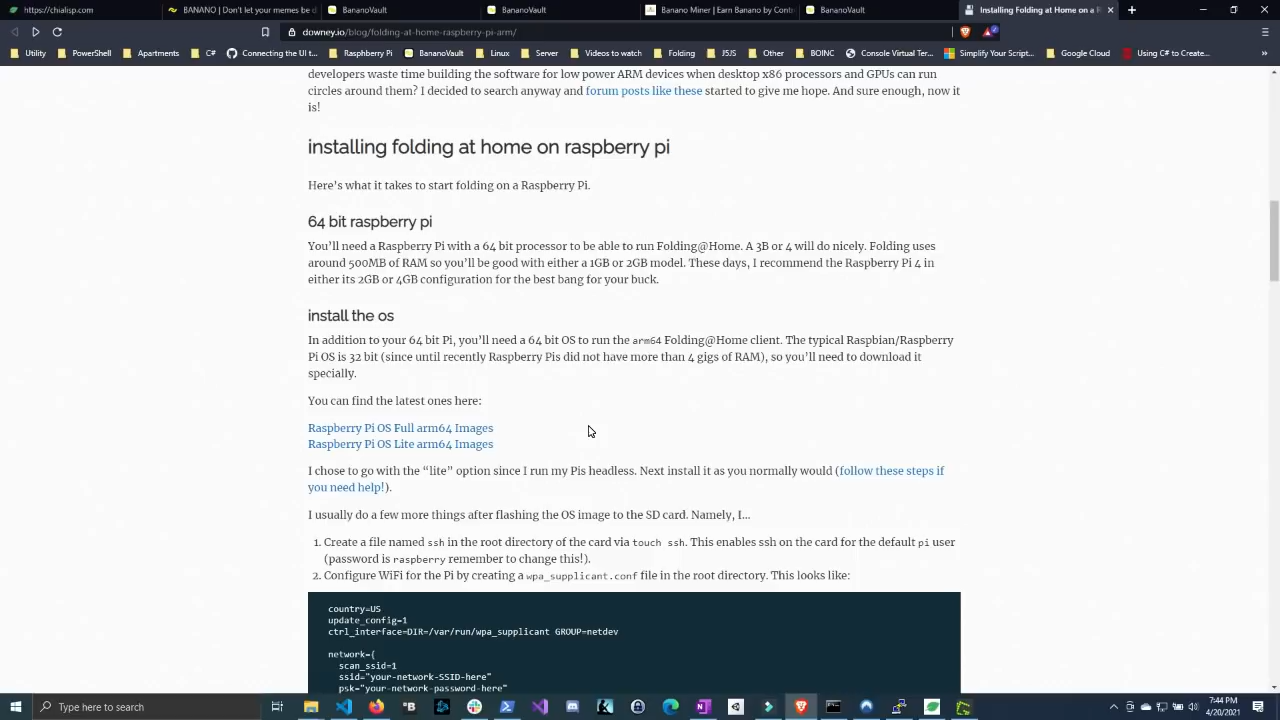 https://chialisp.com
BANANO | Don't let your memes be d
BANANO Miner | Earn Banano by Con
BananoVault
Installing Folding At Home on a R
downey.io/blog/folding-at-home-raspberry-pi-arm/
Utility
PowerShell
Apartments
C#
Connecting the UI t...
Rasphberry Pi
BananoVault
Linux
Server
Videos to watch
Folding
JSJS
Other
BOINC
Console Virtual Ter...
Simplify Your Script...
Google Cloud
Using C# to Create...
developers waste time building the software for low power ARM devices when desktop x86 processors and GPUs can run
circles around them? I decided to search anyway and forum posts like these started to give me hope. And sure enough, now it
is!
installing folding at home on raspberry pi
Here's what it takes to start folding on a Raspberry Pi.
64 bit raspberry pi
You'll need a Raspberry Pi with a 64 bit processor to be able to run Folding@Home. A 3B or 4 will do nicely. Folding uses
around 500MB of RAM so you'll be good with either a 1GB or 2GB model. These days, I recommend the Raspberry Pi 4 in
either its 2GB or 4GB configuration for the best bang for your buck.
install the os
In addition to your 64 bit Pi, you'll need a 64 bit OS to run the arm64 Folding@Home client. The typical Raspbian/Raspberry
Pi OS is 32 bit (since until recently Raspberry Pis did not have more than 4 gigs of RAM), so you'll need to download it
specially.
You can find the latest ones here:
Raspberry Pi OS Full arm64 Images
Raspberry Pi OS Lite arm64 Images
I chose to go with the “lite” option since I run my Pis headless. Next install it as you normally would (follow these steps if
you need help!).
I usually do a few more things after flashing the OS image to the SD card. Namely, I…
1. Create a file named ssh in the root directory of the card via touch ssh. This enables ssh on the card for the default pi user
(password is raspberry remember to change this!).
2. Configure WiFi for the Pi by creating a wpa_supplicant.conf file in the root directory. This looks like:
country=US
update_config=1
ctrl_interface=DIR=/var/run/wpa_supplicant GROUP=netdev
network={
scan_ssid=1
ssid="your-network-SSID-here"
psk="your-network-password-here"
Type here to search
7:44 PM
4/20/2021